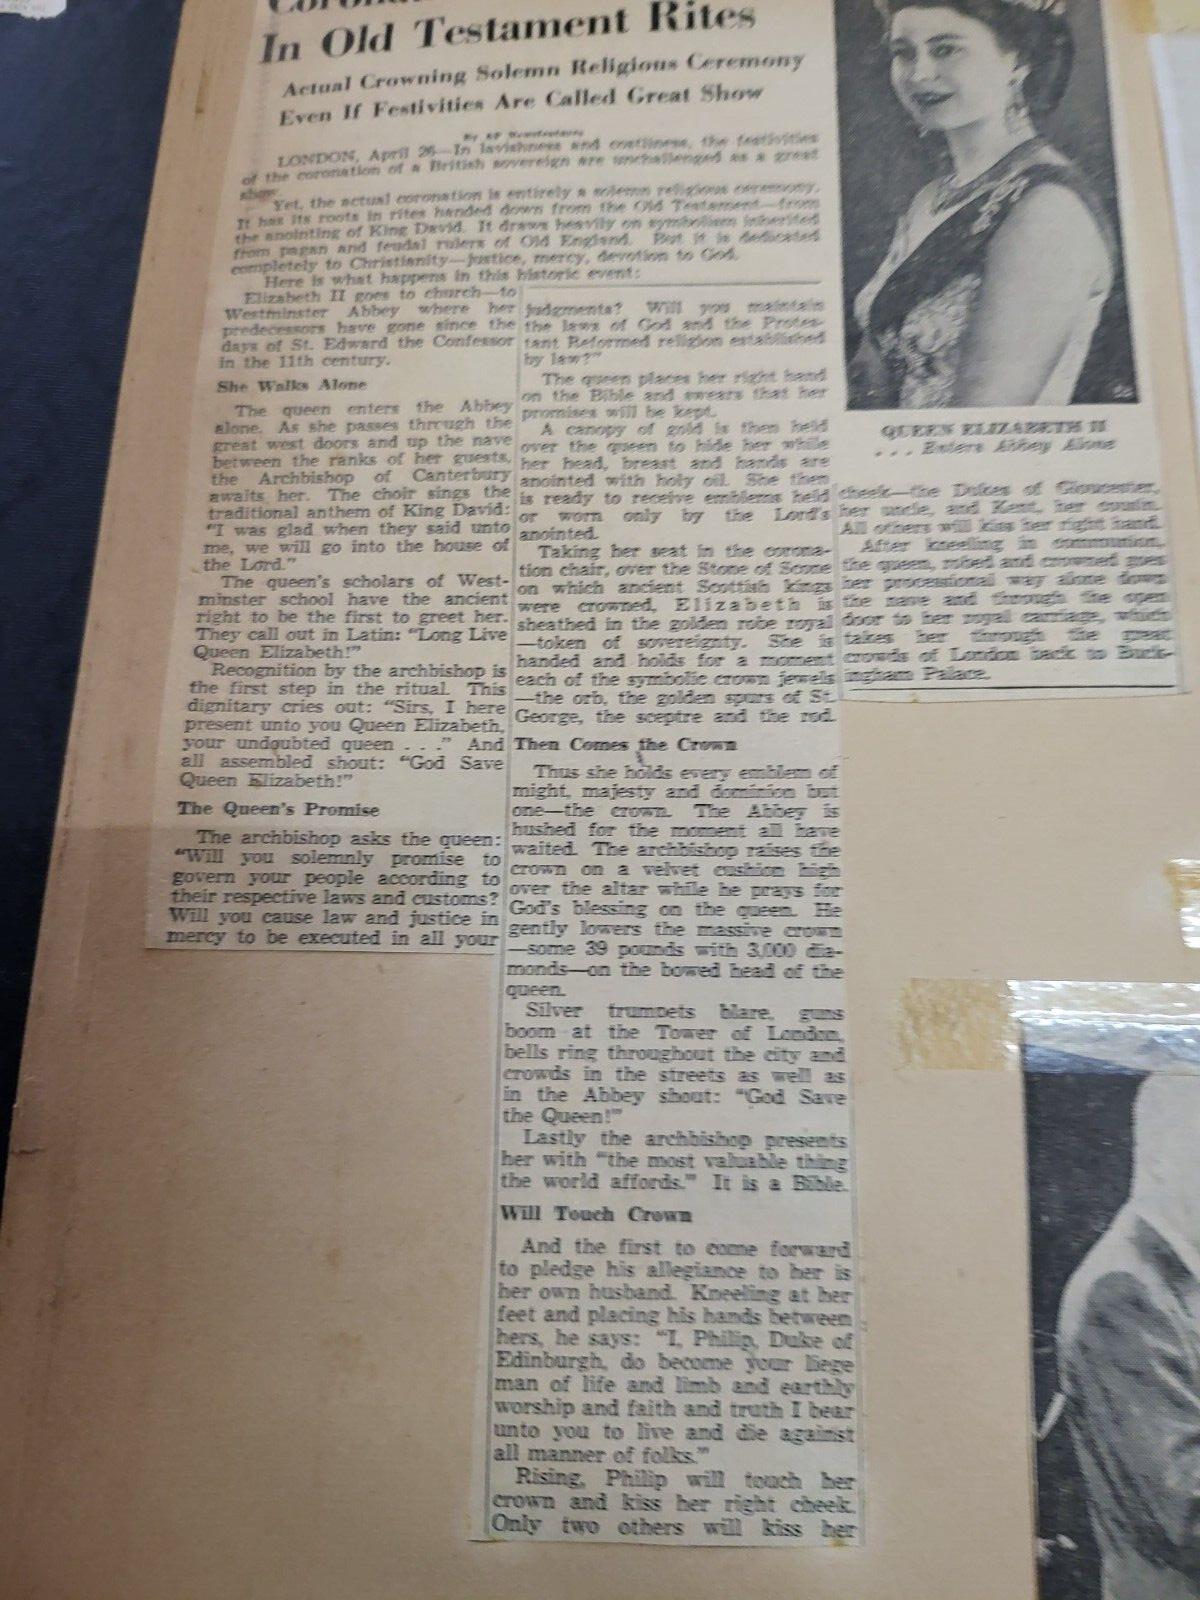 In Old Testament Rites
Actual Crowning Solemn Religious Ceremony
Even If Festivities Are Called Great Show
By AP Newsfeatures
LONDON, April 26—In lavishness and costliness, the festivities
of the coronation of a British sovereign are unchallenged as a great
show.
Yet, the actual coronation is entirely a solemn religious ceremony.
It has its roots in rites handed down from the Old Testament—from
the anointing of King David. It draws heavily on symbolism inherited
from pagan and feudal rulers of Old England. But it is dedicated
completely to Christianity—justice, mercy, devotion to God.
Here is what happens in this historic event:
Elizabeth II goes to church—to
Westminster Abbey where her
predecessors have gone since the
days of St. Edward the Confessor
in the 11th century.
She Walks Alone
The queen enters the Abbey
alone. As she passes through the
great west doors and up the nave
between the ranks of her guests,
the Archbishop of Canterbury
awaits her. The choir sings the
traditional anthem of King David:
"I was glad when they said unto
me, we will go into the house of
the Lord."
The queen's scholars of West-
minster school have the ancient
right to be the first to greet her.
They call out in Latin: "Long Live
Queen Elizabeth!"
Recognition by the archbishop is
the first step in the ritual. This
dignitary cries out: "Sirs, I here
present unto you Queen Elizabeth,
your undoubted queen . . ." And
all assembled shout: "God Save
Queen Elizabeth!"
The Queen's Promise
The archbishop asks the queen:
"Will you solemnly promise to
govern your people according to
their respective laws and customs?
Will you cause law and justice in
mercy to be executed in all your
judgments? Will you maintain
the laws of God and the Protes-
tant Reformed religion established
by law?"
The queen places her right hand
on the Bible and swears that her
promises will be kept.
A canopy of gold is then held
over the queen to hide her while
her head, breast and hands are
anointed with holy oil. She then
is ready to receive emblems held
or worn only by the Lord's
anointed.
Taking her seat in the corona-
tion chair, over the Stone of Scone
on which ancient Scottish kings
were crowned, Elizabeth is
sheathed in the golden robe royal
—token of sovereignty. She is
handed and holds for a moment
each of the symbolic crown jewels
—the orb, the golden spurs of St.
George, the sceptre and the rod.
Then Comes the Crown
Thus she holds every emblem of
might, majesty and dominion but
one—the crown. The Abbey is
hushed for the moment all have
waited. The archbishop raises the
crown on a velvet cushion high
over the altar while he prays for
God's blessing on the queen. He
gently lowers the massive crown
—some 39 pounds with 3,000 dia-
monds—on the bowed head of the
queen.
Silver trumpets blare, guns
boom at the Tower of London,
bells ring throughout the city and
crowds in the streets as well as
in the Abbey shout: "God Save
the Queen!"
Lastly the archbishop presents
her with "the most valuable thing
the world affords." It is a Bible.
Will Touch Crown
And the first to come forward
to pledge his allegiance to her is
her own husband. Kneeling at her
feet and placing his hands between
hers, he says: "I, Philip, Duke of
Edinburgh, do become your liege
man of life and limb and earthly
worship and faith and truth I bear
unto you to live and die against
all manner of folks."
Rising, Philip will touch her
crown and kiss her right cheek.
Only two others will kiss her
QUEEN ELIZABETH II
. . . Enters Abbey Alone
cheek—the Dukes of Gloucester,
her uncle, and Kent, her cousin.
All others will kiss her right hand.
After kneeling in communion,
the queen, robed and crowned goes
her processional way alone down
the nave and through the open
door to her royal carriage, which
takes her through the great
crowds of London back to Buck-
ingham Palace.